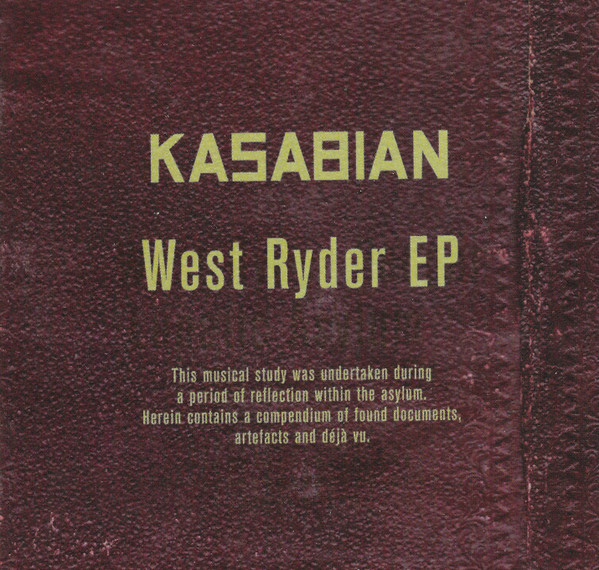 KASABIAN
West Ryder EP
This musical study was undertaken during
a period of reflection within the asylum.
Herein contains a compendium of found documents,
artefacts and déjà vu.